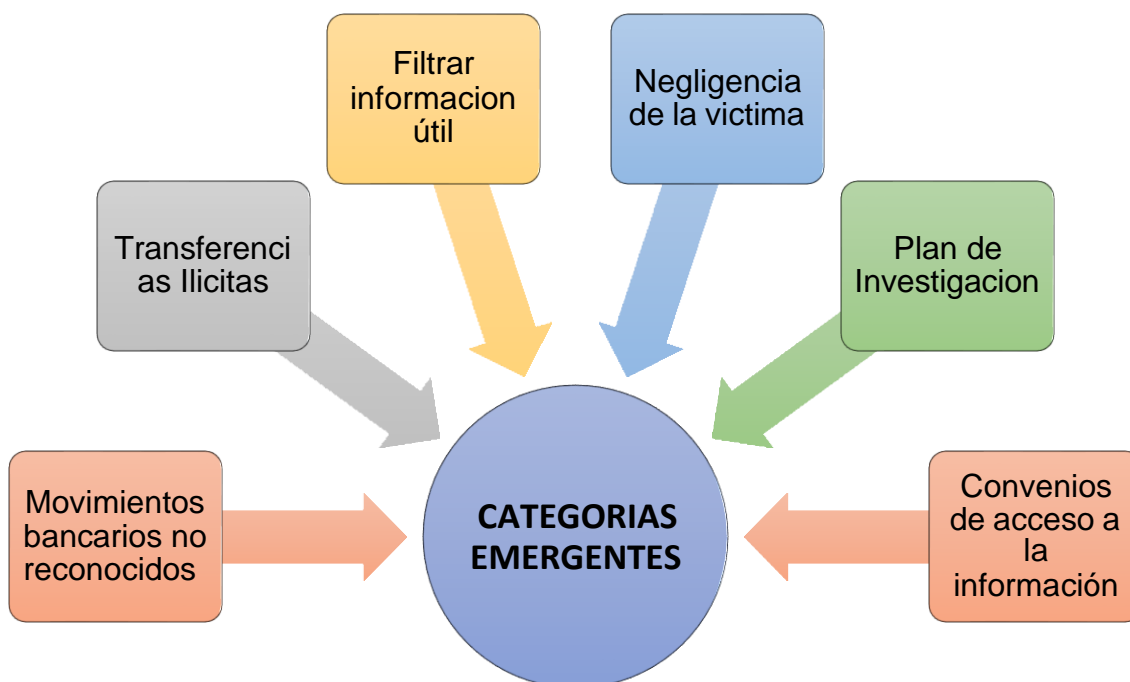 Filtrar
informacion
útil
Negligencia
de la victima
Transferenci
as Ilicitas
Plan de
Investigacion
Movimientos
bancarios no
reconocidos
CATEGORIAS
EMERGENTES
Convenios
de acceso a
la
información